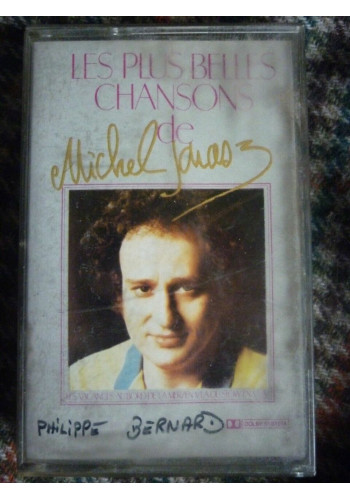 LES PLUS BELLES
CHANSONS
de
Michel Jonasz
PHILIPPE BERNARD